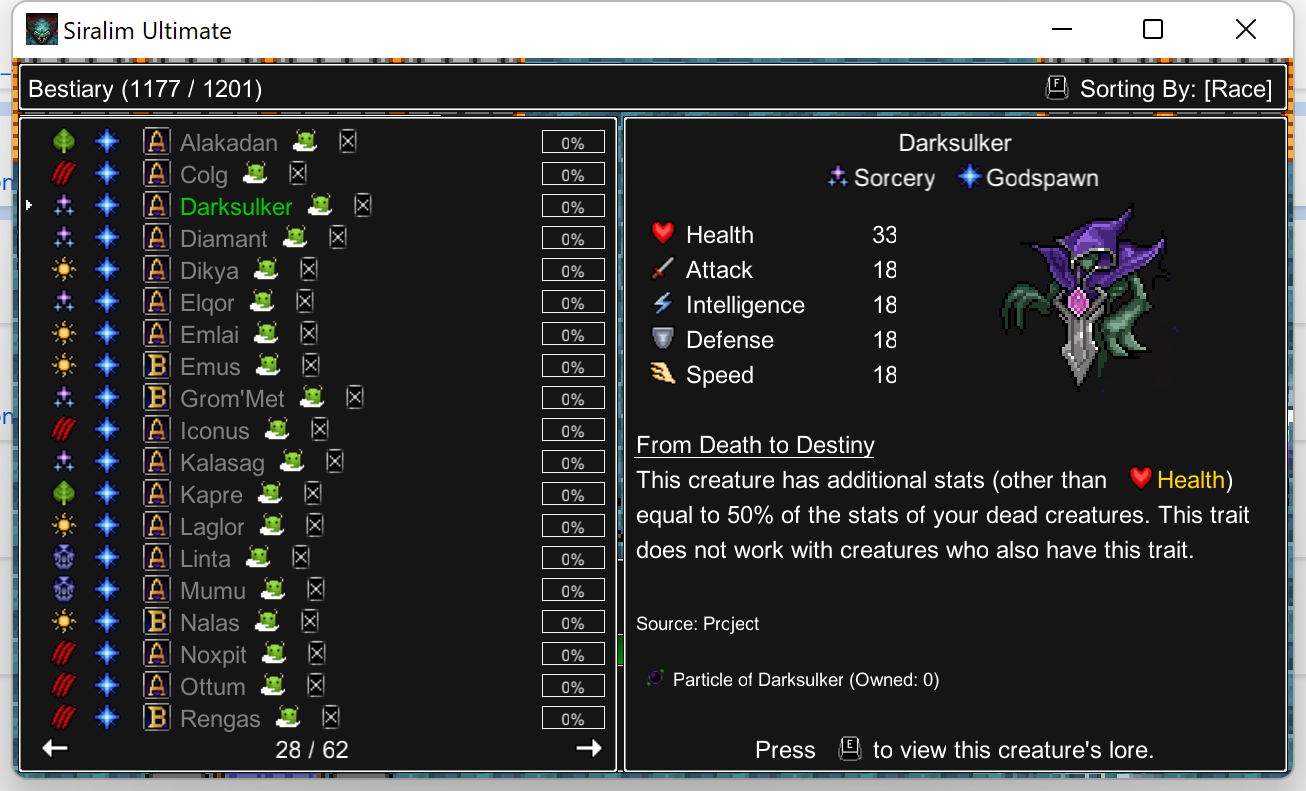 Siralim Ultimate
Bestiary (1177 / 1201)
F Sorting By: [Race]
A Alakadan 0%
A Colg 0%
A Darksulker 0%
A Diamant 0%
A Dikya 0%
A Elqor 0%
A Emlai 0%
B Emus 0%
B Grom'Met 0%
A Iconus 0%
A Kalasag 0%
A Kapre 0%
A Laglor 0%
A Linta 0%
A Mumu 0%
B Nalas 0%
A Noxpit 0%
A Ottum 0%
B Rengas 0%
28 / 62
Darksulker
Sorcery Godspawn
Health 33
Attack 18
Intelligence 18
Defense 18
Speed 18
From Death to Destiny
This creature has additional stats (other than Health)
equal to 50% of the stats of your dead creatures. This trait
does not work with creatures who also have this trait.
Source: Project
Particle of Darksulker (Owned: 0)
Press E to view this creature's lore.